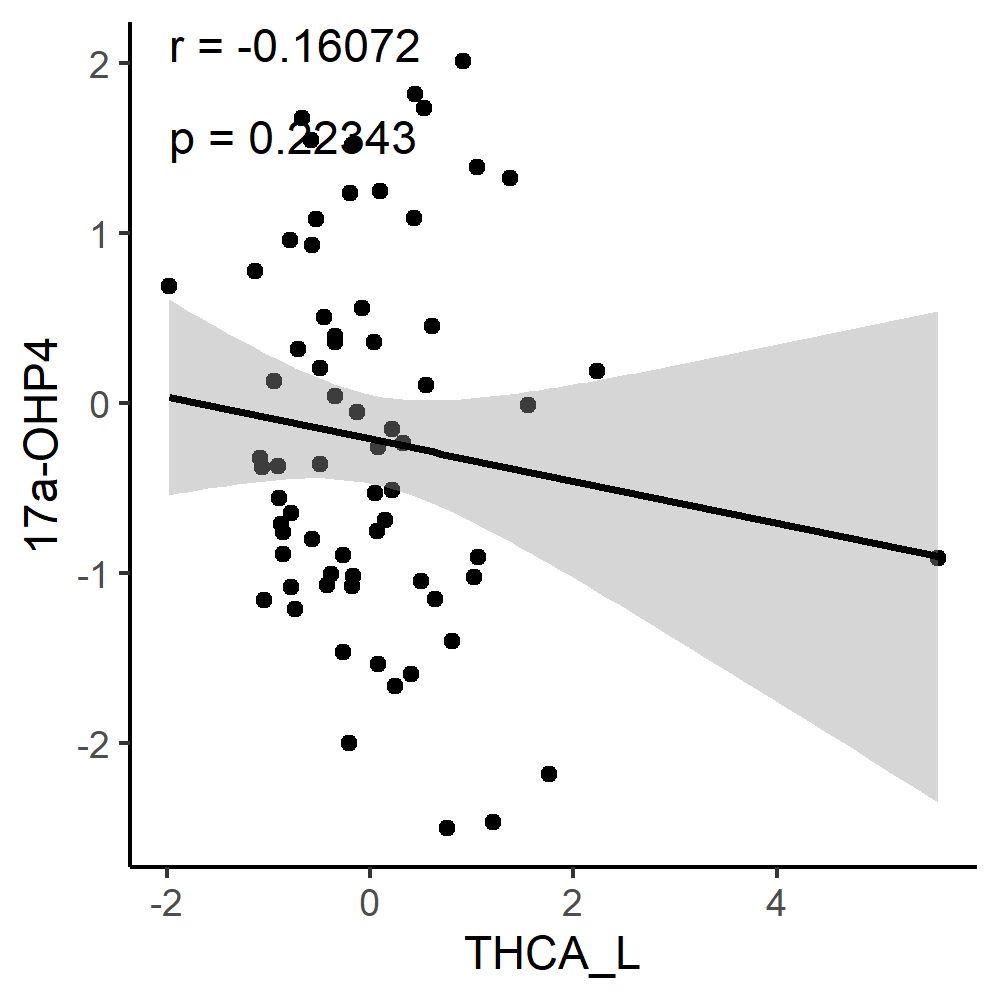 r = -0.16072
p = 0.22343
2
1
0
-1
-2
17a-OHP4
-2 0 2 4
THCA_L